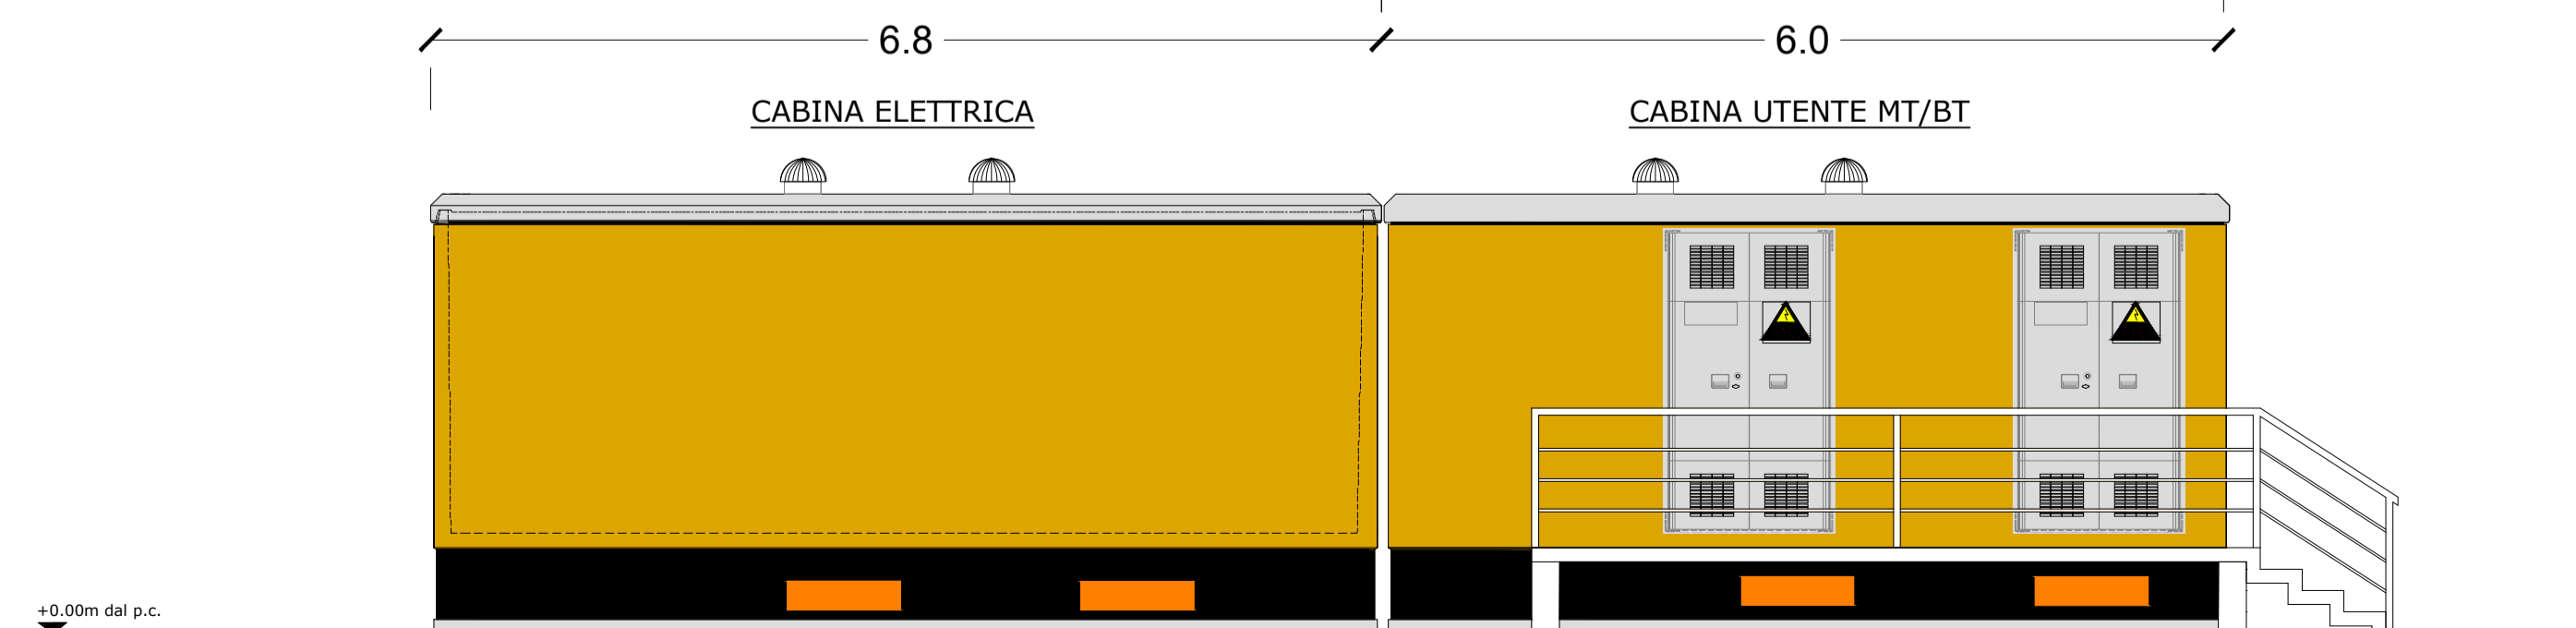 6.8
6.0
CABINA ELETTRICA
CABINA UTENTE MT/BT
+0.00m dal p.c.